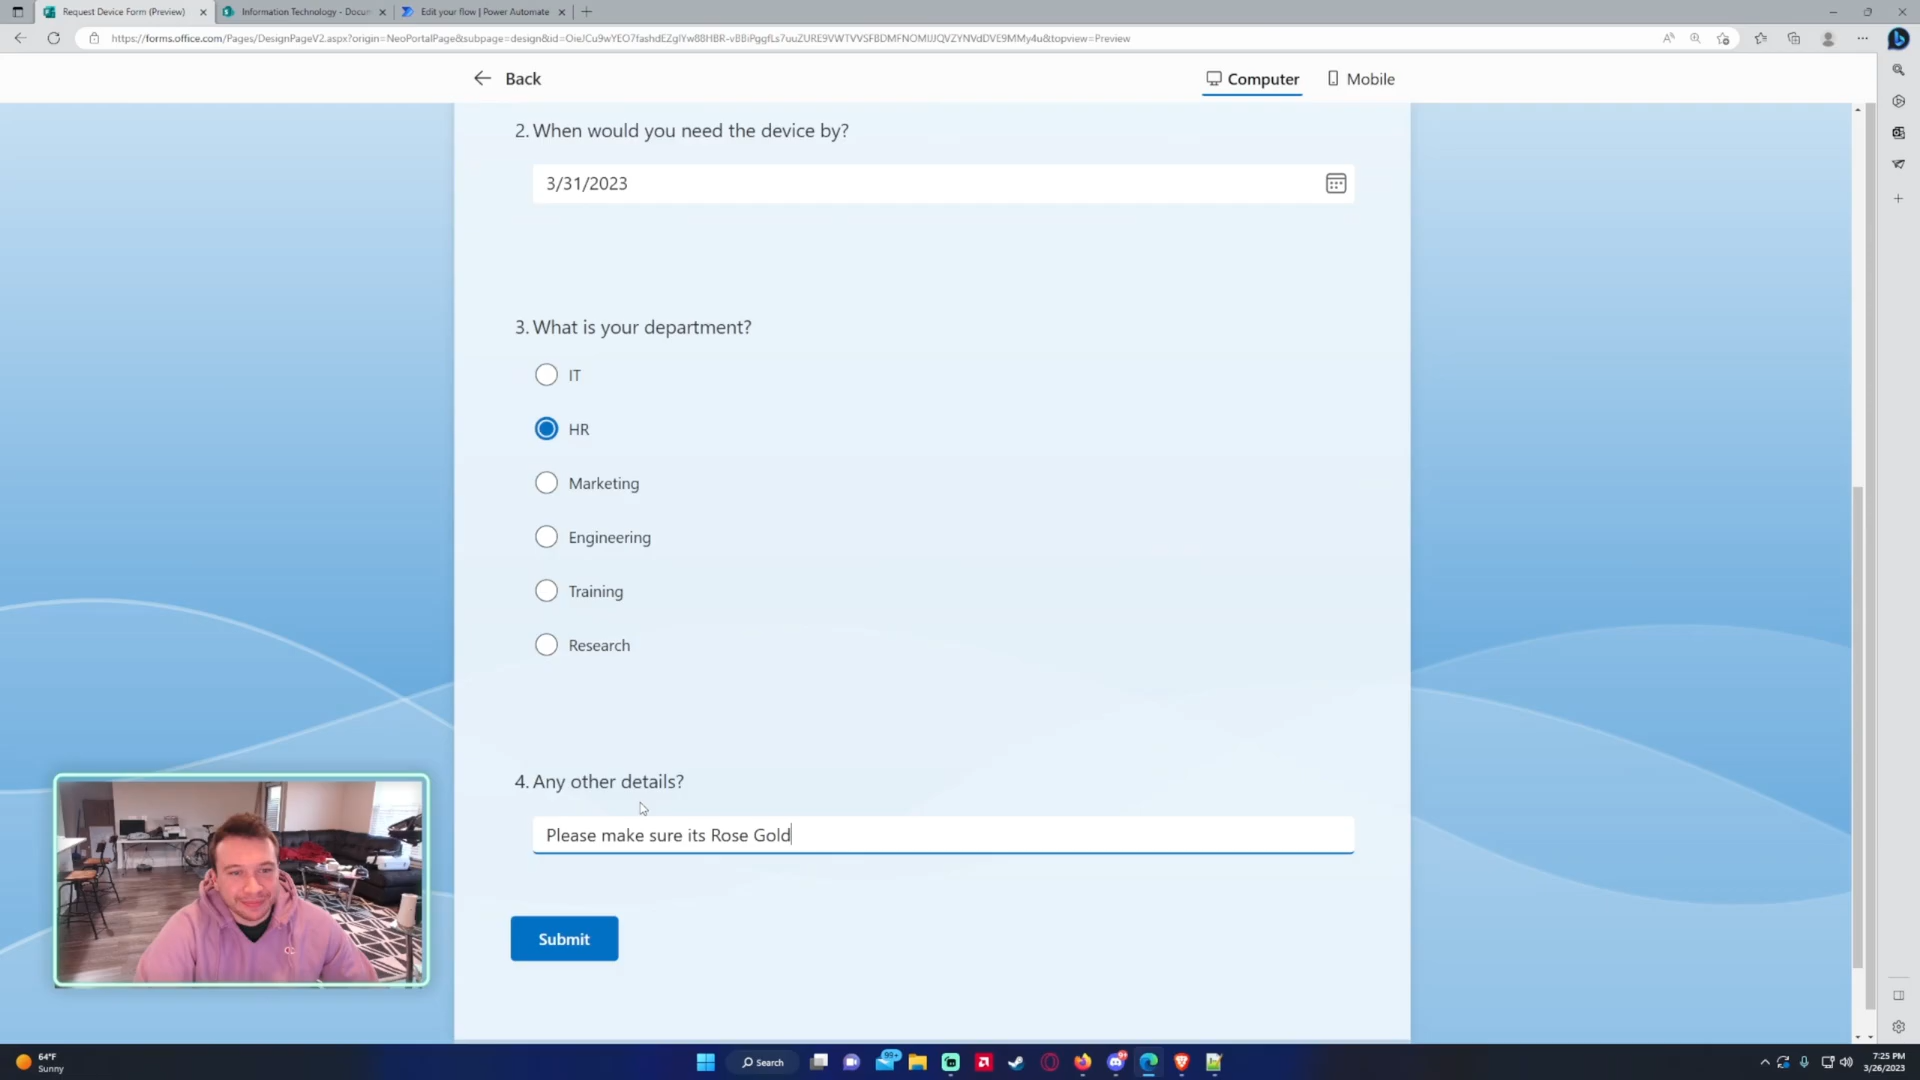 Request Device Form (Preview)
Information Technology - Docum
Edit your flow | Power Automate
Back
Computer
Mobile
2. When would you need the device by?
3/31/2023
3. What is your department?
IT
HR
Marketing
Engineering
Training
Research
4. Any other details?
Please make sure its Rose Gold
Submit
64°F
Sunny
Search
99+
7:25 PM
3/26/2023